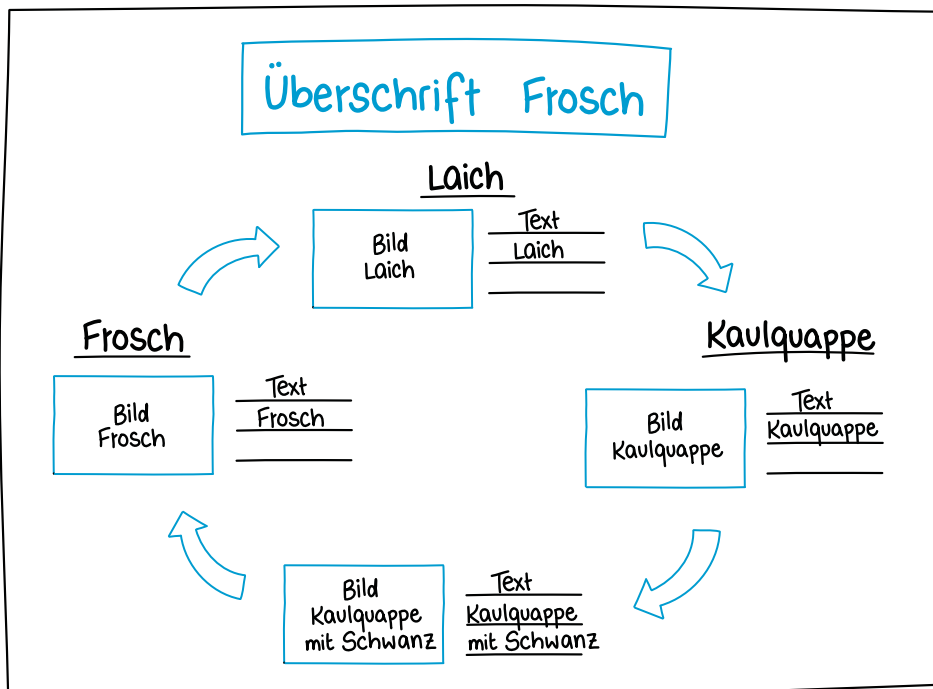 Überschrift Frosch
Laich
Bild
Laich
Text
Laich
Frosch
Bild
Frosch
Text
Frosch
Kaulquappe
Bild
Kaulquappe
Text
Kaulquappe
Bild
Kaulquappe
mit Schwanz
Text
Kaulquappe
mit Schwanz